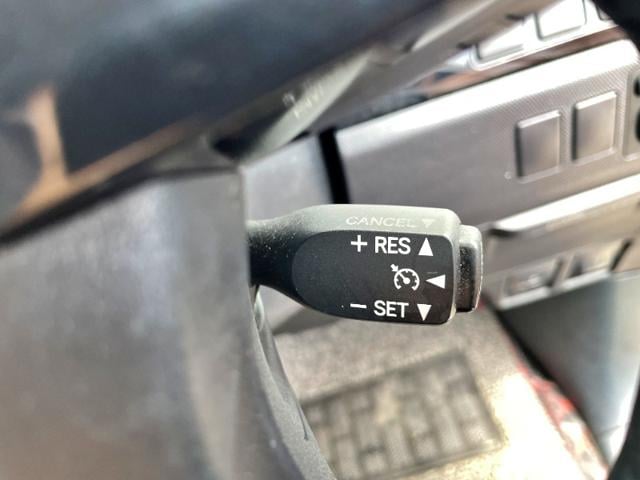 CANCEL ▼
+ RES ▲
◀
− SET ▼